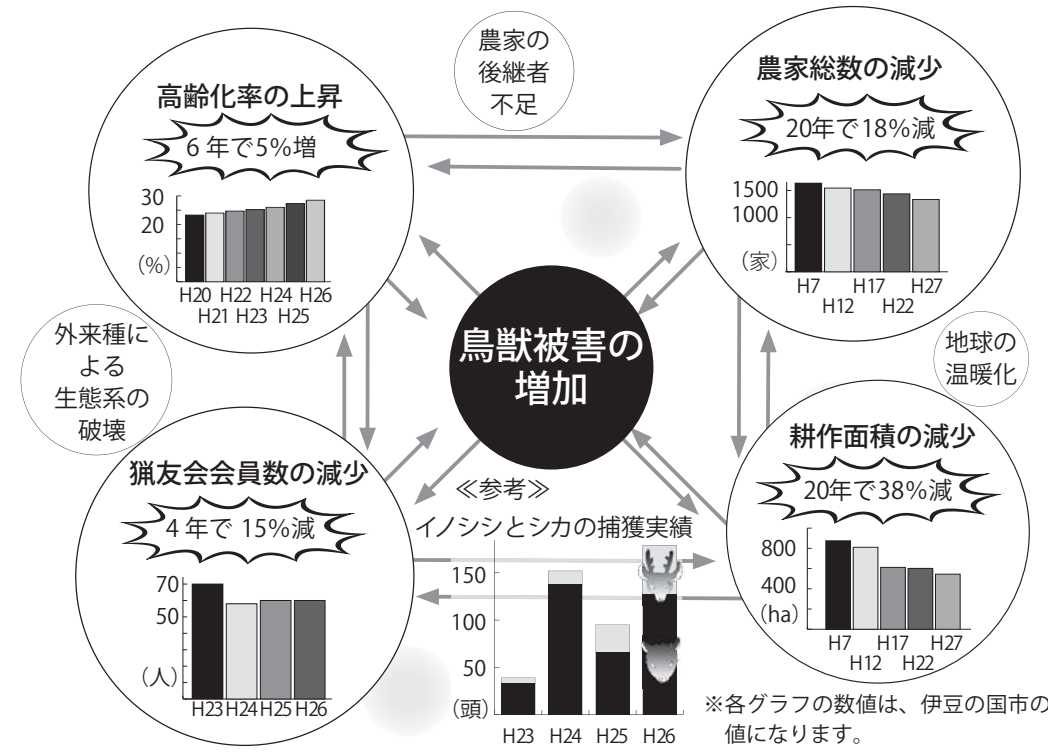 農家の
後継者
不足
高齢化率の上昇
6年で5%増
30
20
(%)
H20 H22 H24 H26
H21 H23 H25
農家総数の減少
20年で18%減
1500
1000
(家)
H7 H17 H27
H12 H22
外来種に
よる
生態系の
破壊
鳥獣被害の
増加
地球の
温暖化
猟友会会員数の減少
4年で 15%減
70
50
(人)
H23 H24 H25 H26
≪参考≫
イノシシとシカの捕獲実績
150
100
50
(頭)
H23 H24 H25 H26
耕作面積の減少
20年で38%減
800
400
(ha)
H7 H17 H27
H12 H22
※各グラフの数値は、伊豆の国市の
値になります。